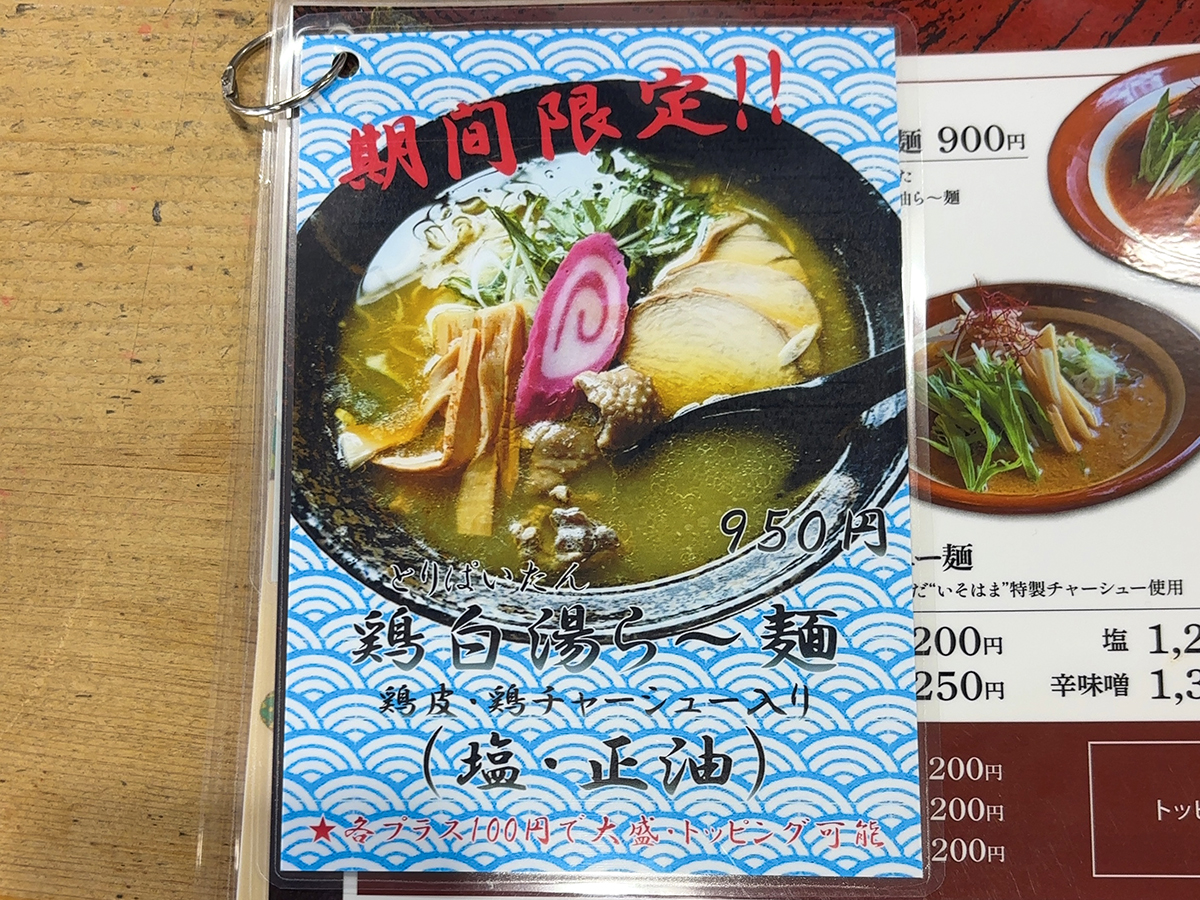 期間限定!!
950円
とりぱいたん
鶏白湯ら～麺
鶏皮・鶏チャーシュー入り
(塩・正油)
★各プラス100円で大盛・トッピング可能
麺 900円
た
油ら～麺
ー麺
だ“いそはま”特製チャーシュー使用
200円 塩 1,2
250円 辛味噌 1,3
200円
200円
200円
トッピ